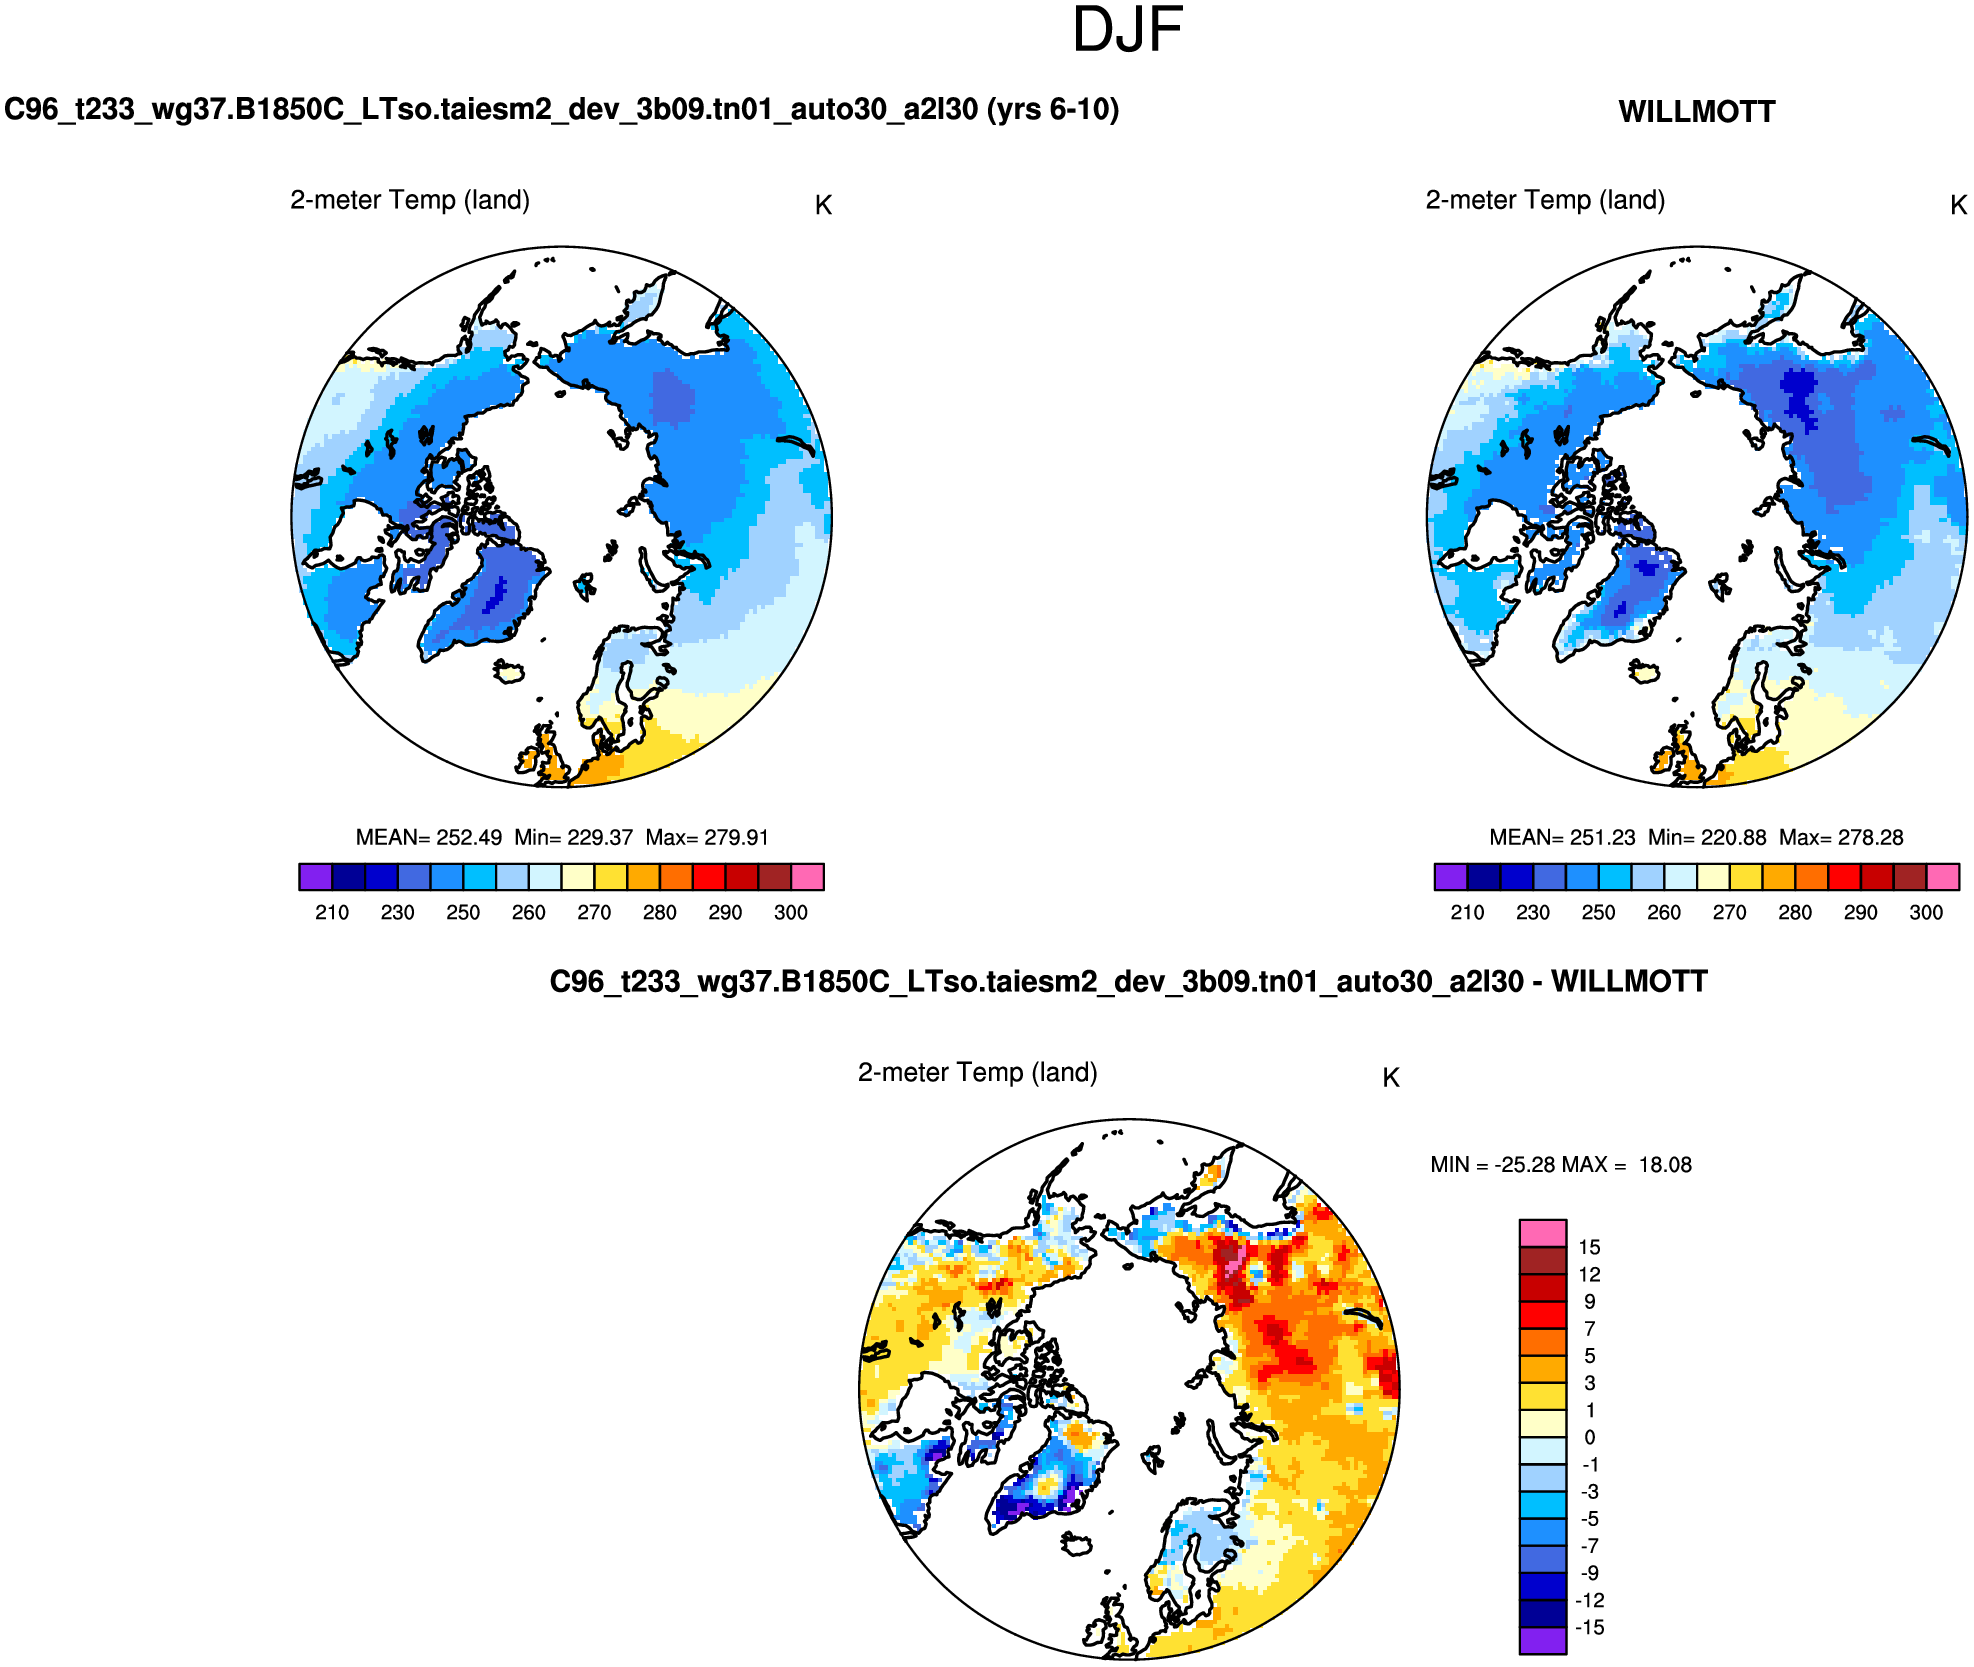 DJF
C96_t233_wg37.B1850C_LTso.taiesm2_dev_3b09.tn01_auto30_a2l30 (yrs 6-10)
WILLMOTT
2-meter Temp (land)
K
2-meter Temp (land)
K
MEAN= 252.49 Min= 229.37 Max= 279.91
210 230 250 260 270 280 290 300
MEAN= 251.23 Min= 220.88 Max= 278.28
210 230 250 260 270 280 290 300
C96_t233_wg37.B1850C_LTso.taiesm2_dev_3b09.tn01_auto30_a2l30 - WILLMOTT
2-meter Temp (land)
K
MIN = -25.28 MAX = 18.08
15
12
9
7
5
3
1
0
-1
-3
-5
-7
-9
-12
-15